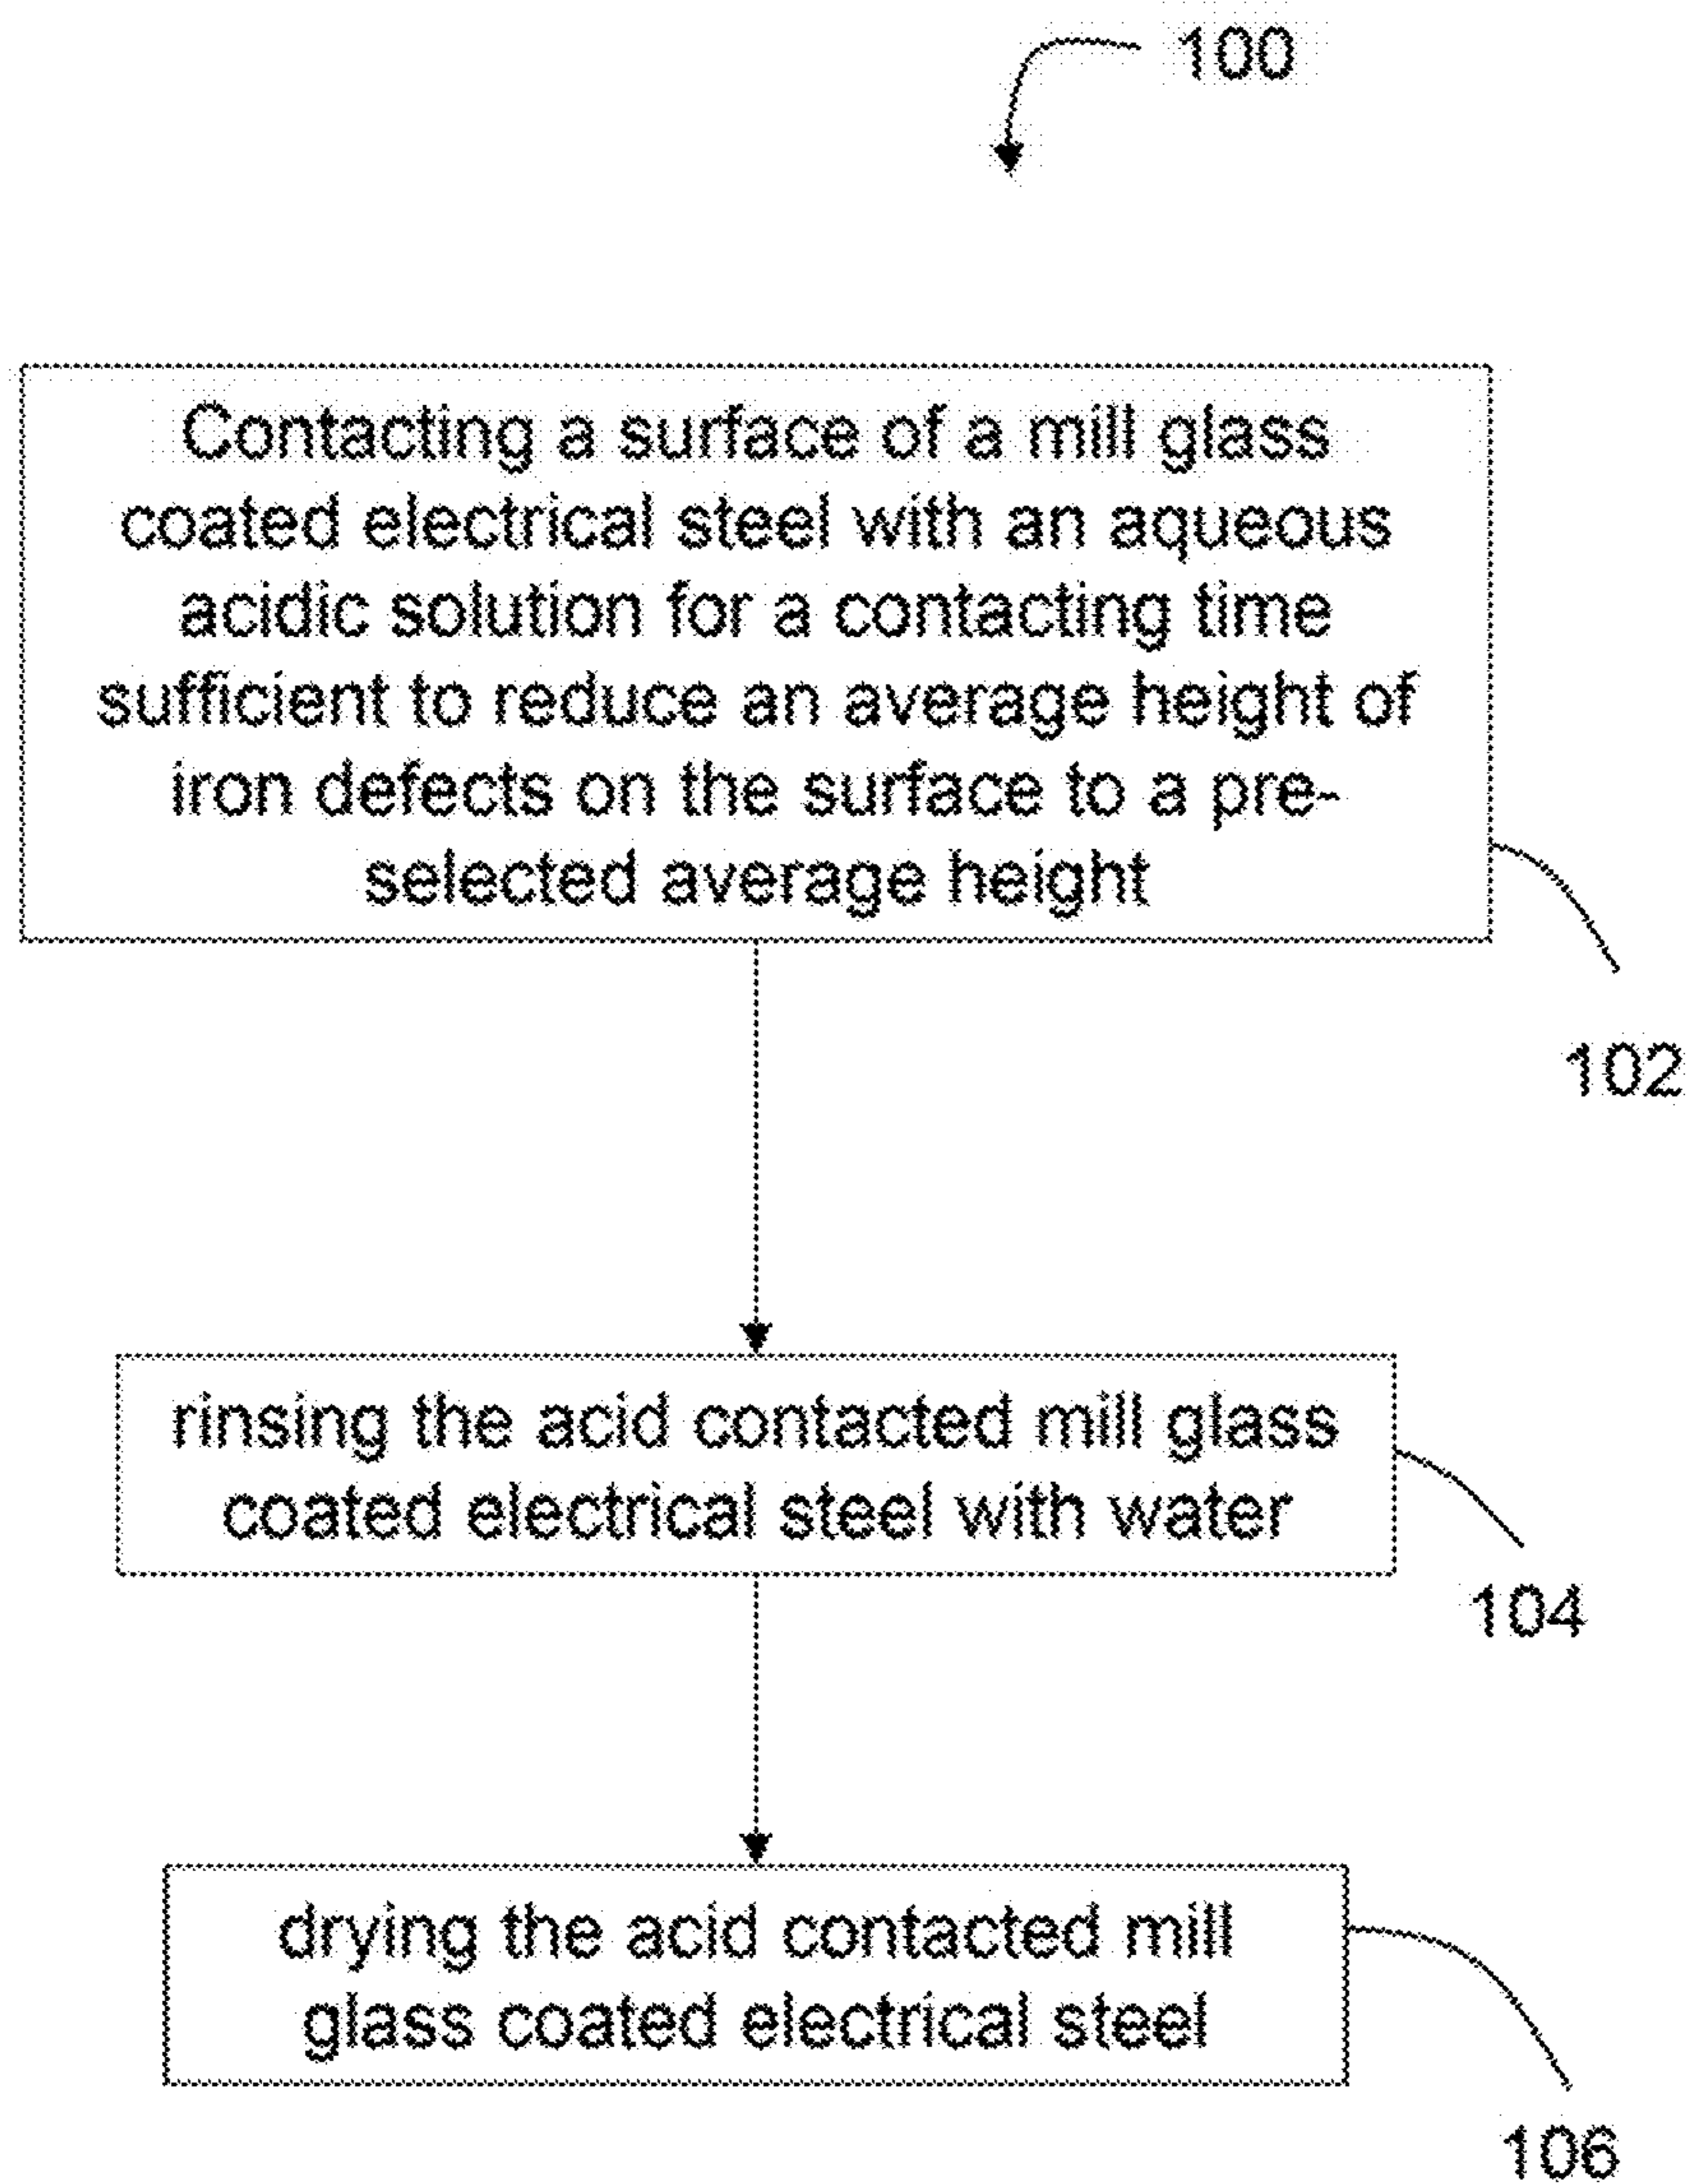 100
Contacting a surface of a mill glass
coated electrical steel with an aqueous
acidic solution for a contacting time
sufficient to reduce an average height of
iron defects on the surface to a pre-
selected average height
102
rinsing the acid contacted mill glass
coated electrical steel with water
104
drying the acid contacted mill
glass coated electrical steel
106